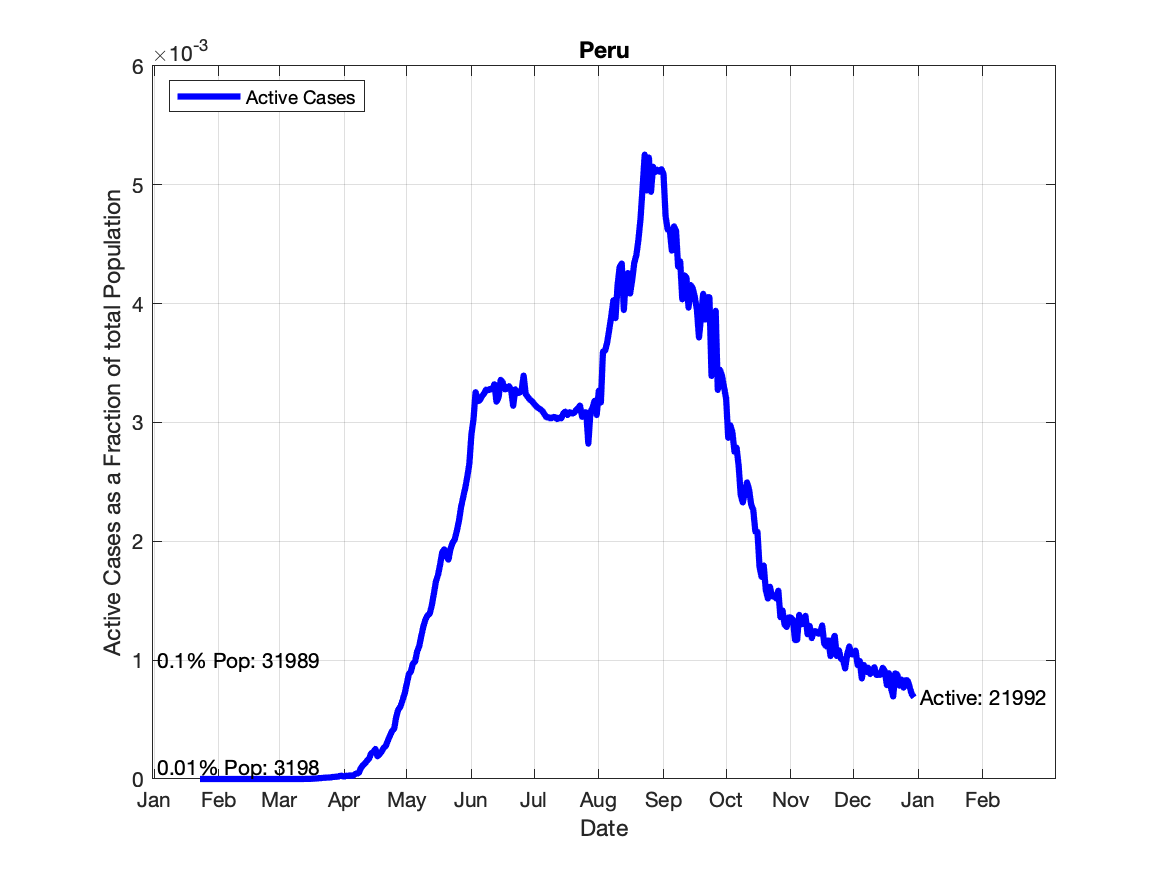 Peru
×10-3
6
Active Cases
5
4
3
2
1
0
0.1% Pop: 31989
0.01% Pop: 3198
Active: 21992
Jan Feb Mar Apr May Jun Jul Aug Sep Oct Nov Dec Jan Feb
Date
Active Cases as a Fraction of total Population